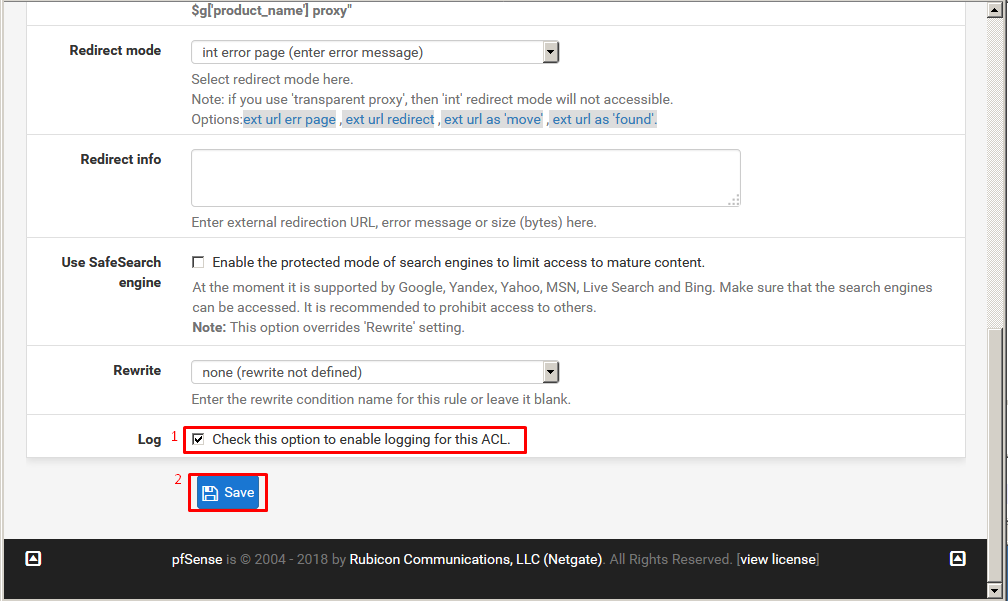 $g['product_name'] proxy"
Redirect mode
int error page (enter error message)
Select redirect mode here.
Note: if you use 'transparent proxy', then 'int' redirect mode will not accessible.
Options:ext url err page , ext url redirect , ext url as 'move' , ext url as 'found'.
Redirect info
Enter external redirection URL, error message or size (bytes) here.
Use SafeSearch
engine
Enable the protected mode of search engines to limit access to mature content.
At the moment it is supported by Google, Yandex, Yahoo, MSN, Live Search and Bing. Make sure that the search engines
can be accessed. It is recommended to prohibit access to others.
Note: This option overrides 'Rewrite' setting.
Rewrite
none (rewrite not defined)
Enter the rewrite condition name for this rule or leave it blank.
Log
1
Check this option to enable logging for this ACL.
2
Save
pfSense is © 2004 - 2018 by Rubicon Communications, LLC (Netgate). All Rights Reserved. [view license]